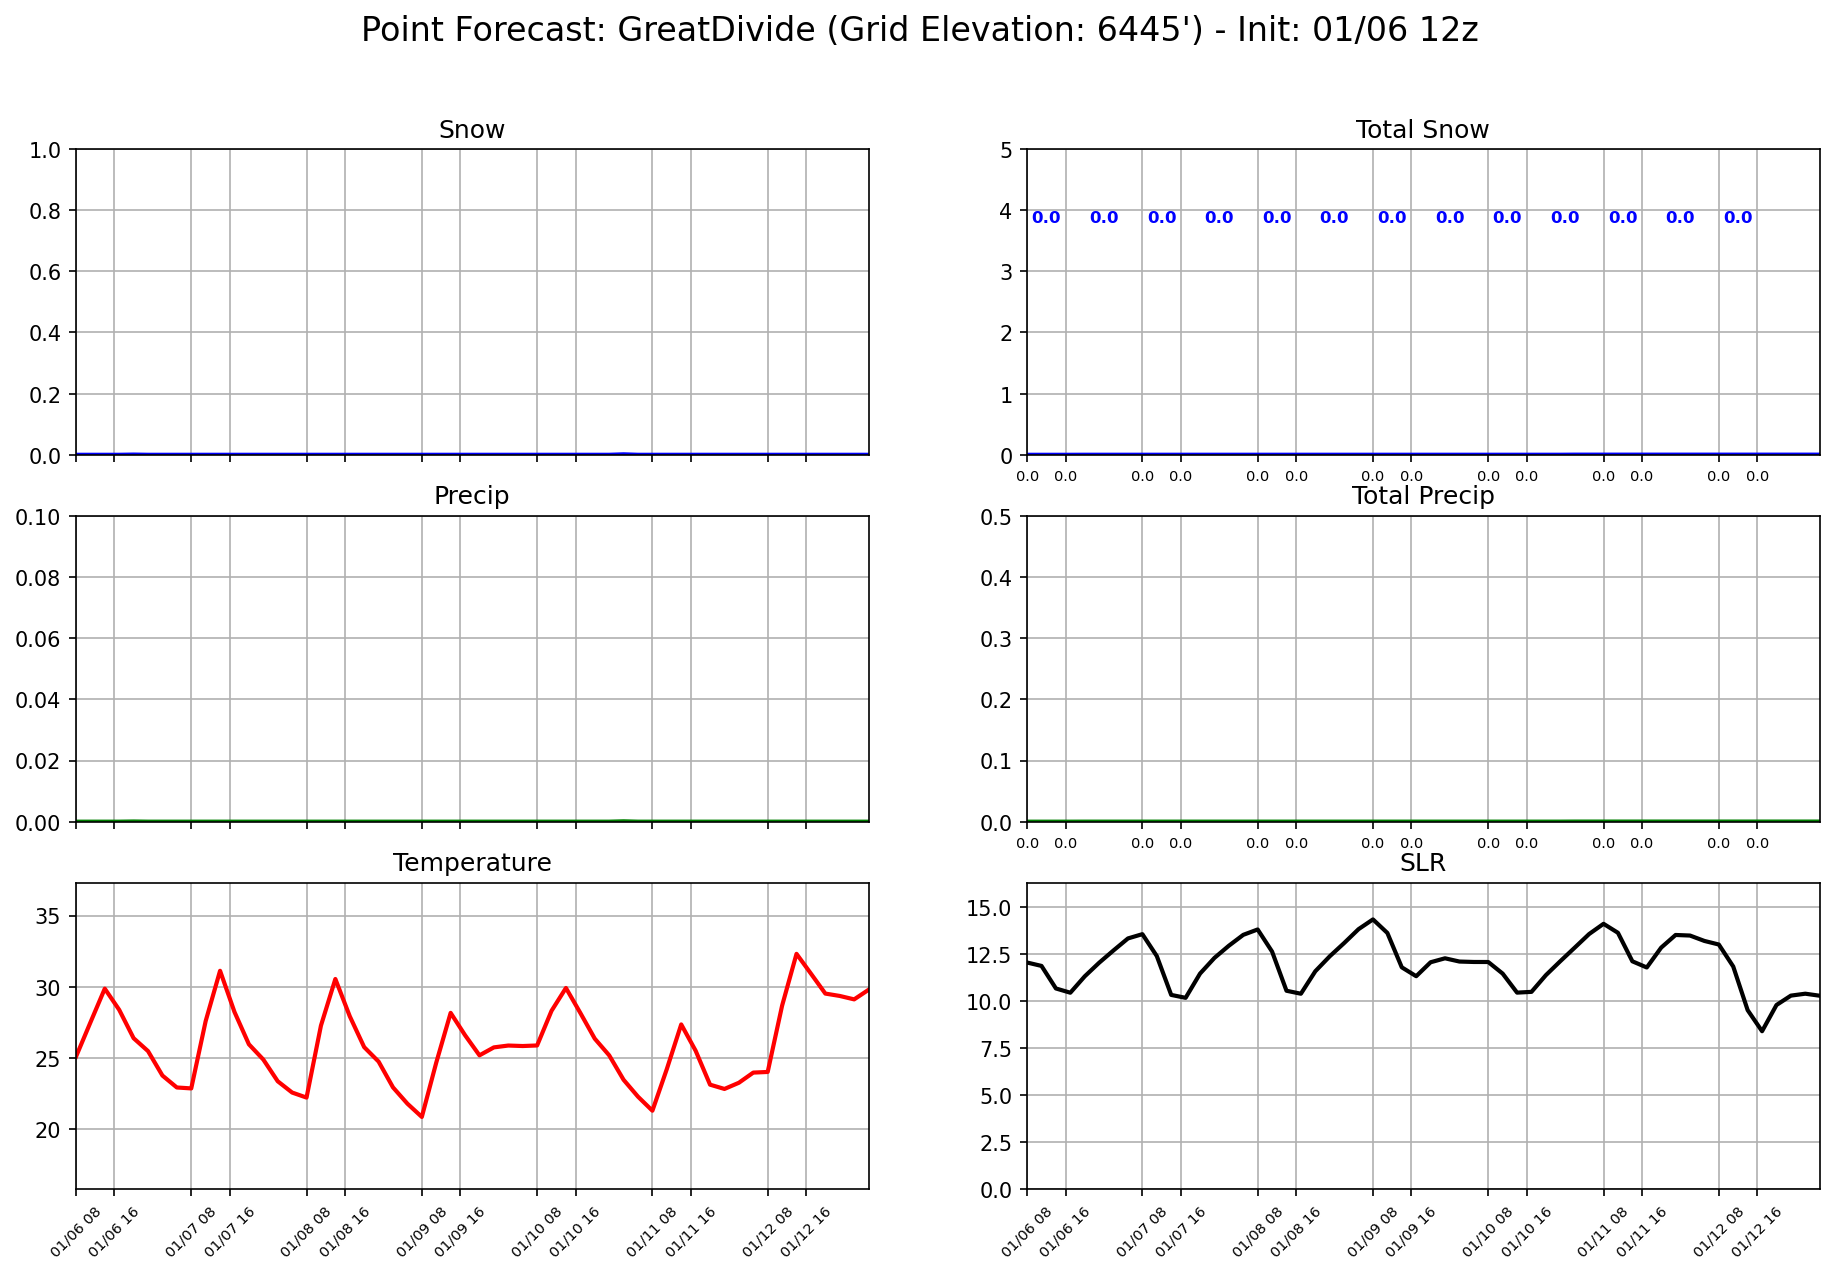 Point Forecast: GreatDivide (Grid Elevation: 6445') - Init: 01/06 12z
Snow
1.0
0.8
0.6
0.4
0.2
0.0
Total Snow
5
4
3
2
1
0
0.0 0.0 0.0 0.0 0.0 0.0 0.0 0.0 0.0 0.0 0.0 0.0 0.0
0.0 0.0 0.0 0.0 0.0 0.0 0.0 0.0 0.0 0.0 0.0 0.0 0.0 0.0
Precip
0.10
0.08
0.06
0.04
0.02
0.00
Total Precip
0.5
0.4
0.3
0.2
0.1
0.0
0.0 0.0 0.0 0.0 0.0 0.0 0.0 0.0 0.0 0.0 0.0 0.0 0.0 0.0
Temperature
35
30
25
20
01/06 08 01/06 16 01/07 08 01/07 16 01/08 08 01/08 16 01/09 08 01/09 16 01/10 08 01/10 16 01/11 08 01/11 16 01/12 08 01/12 16
SLR
15.0
12.5
10.0
7.5
5.0
2.5
0.0
01/06 08 01/06 16 01/07 08 01/07 16 01/08 08 01/08 16 01/09 08 01/09 16 01/10 08 01/10 16 01/11 08 01/11 16 01/12 08 01/12 16